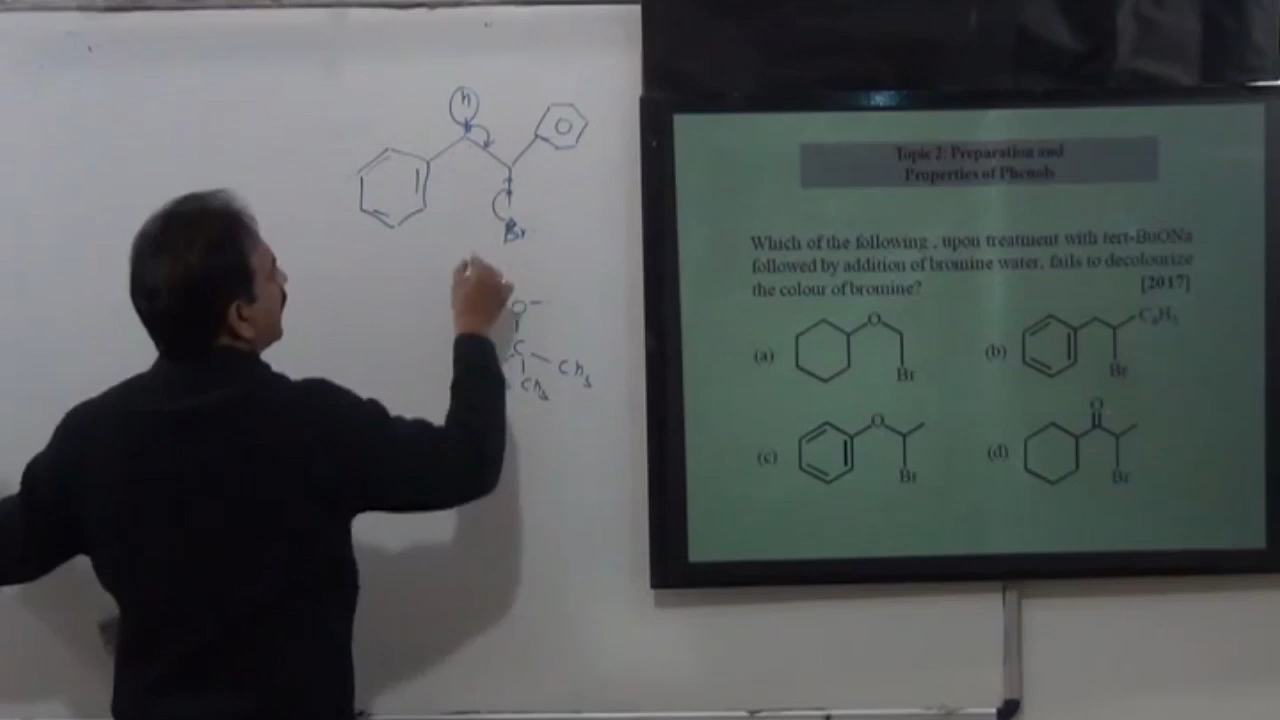 H
Br
O⁻
C — CH₃
CH₃
Topic 2: Preparation and
Properties of Phenols
Which of the following , upon treatment with tert-BuONa
followed by addition of bromine water, fails to decolourize
the colour of bromine? [2017]
(a) O Br
(b) C₆H₅ Br
(c) O Br
(d) O Br